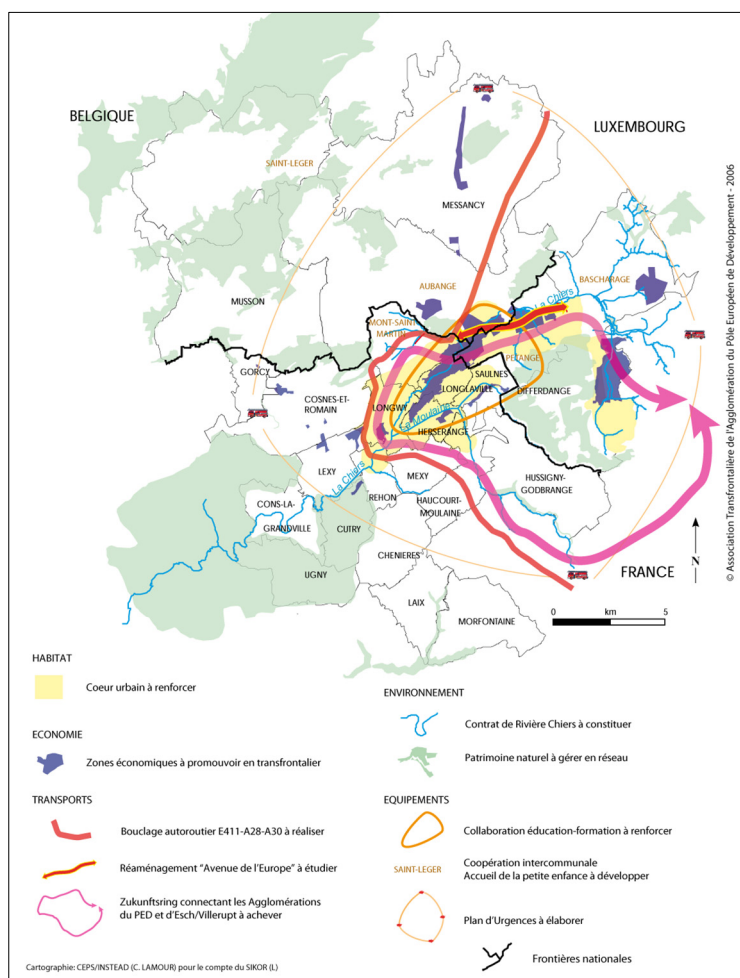 BELGIQUE
LUXEMBOURG
SAINT-LEGER
MESSANCY
BASCHARAGE
AUBANGE
La Chiers
MUSSON
MONT-SAINT-
MARTIN
PETANGE
GORCY
SAULNES
COSNES-ET-
ROMAIN
LONGWY
LONGLAVILLE
DIFFERDANGE
La Moulaine
HERSERANGE
LEXY
La Chiers
MEXY
HUSSIGNY-
GODBRANGE
REHON
HAUCOURT-
MOULAINE
CONS-LA-
GRANDVILLE
CUTRY
CHENIERES
UGNY
FRANCE
N
LAIX
MORFONTAINE
0 km 5
© Association Transfrontalière de l'Agglomération du Pôle Européen de Développement - 2006
HABITAT
Coeur urbain à renforcer
ECONOMIE
Zones économiques à promouvoir en transfrontalier
TRANSPORTS
Bouclage autoroutier E411-A28-A30 à réaliser
Réaménagement "Avenue de l'Europe" à étudier
Zukunftsring connectant les Agglomérations
du PED et d'Esch/Villerupt à achever
ENVIRONNEMENT
Contrat de Rivière Chiers à constituer
Patrimoine naturel à gérer en réseau
EQUIPEMENTS
Collaboration éducation-formation à renforcer
SAINT-LEGER
Coopération intercommunale
Accueil de la petite enfance à développer
Plan d'Urgences à élaborer
Frontières nationales
Cartographie: CEPS/INSTEAD (C. LAMOUR) pour le compte du SIKOR (L)